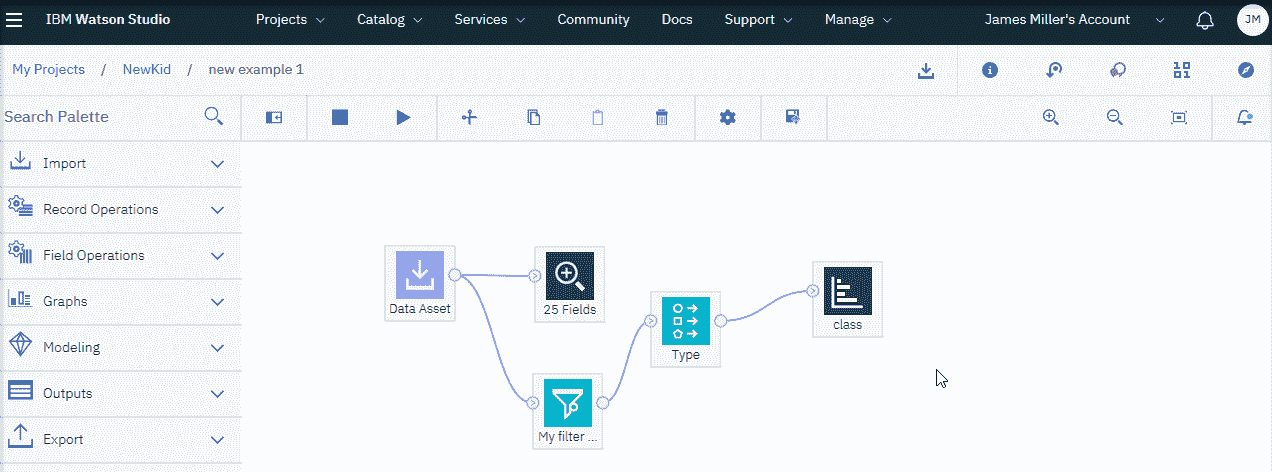 IBM Watson Studio Projects Catalog Services Community Docs Support Manage James Miller's Account JM
My Projects / NewKid / new example 1
Search Palette
Import
Record Operations
Field Operations
Graphs
Modeling
Outputs
Export
Data Asset
25 Fields
My filter ...
Type
class